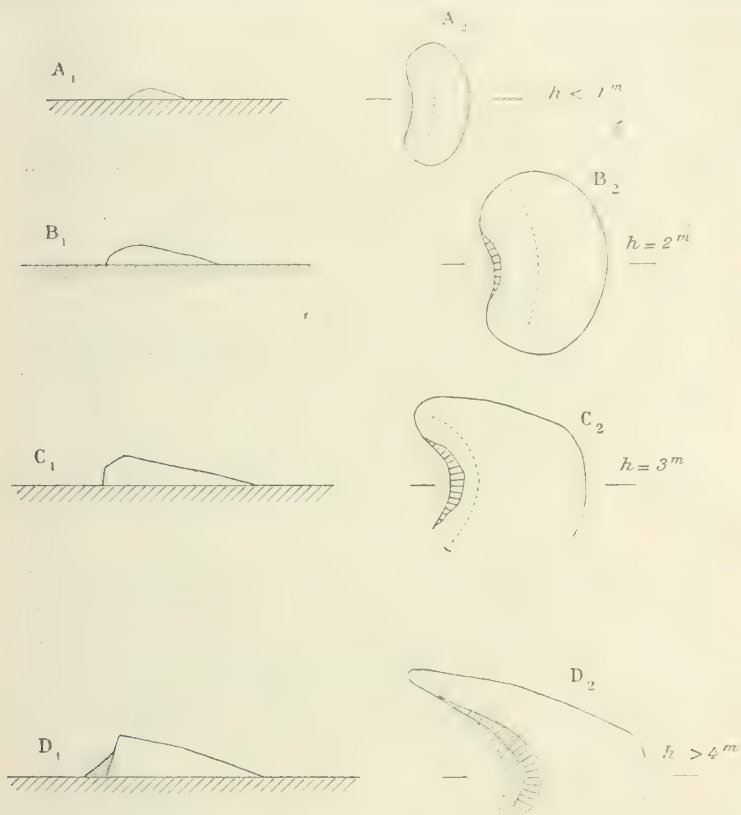 A₁
A₂
h < 1ᵐ
B₁
B₂
h = 2ᵐ
C₁
C₂
h = 3ᵐ
D₁
D₂
h > 4ᵐ